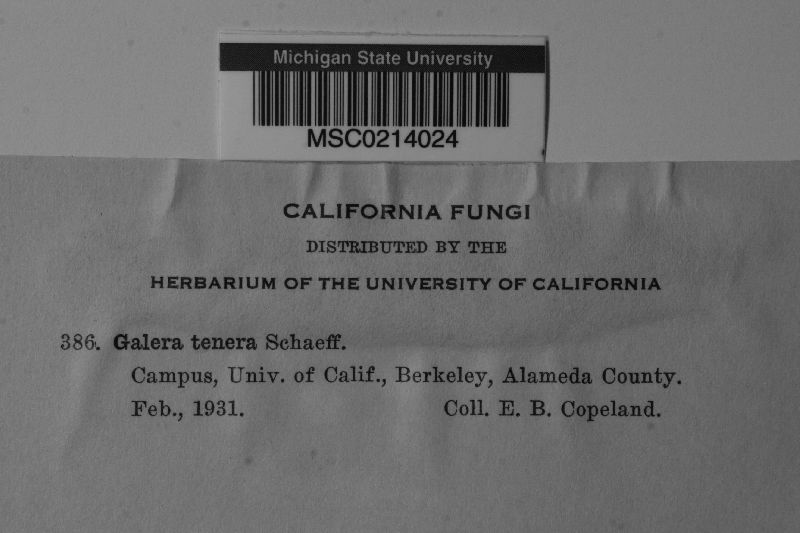 Michigan State University
MSC0214024
CALIFORNIA FUNGI
DISTRIBUTED BY THE
HERBARIUM OF THE UNIVERSITY OF CALIFORNIA
386. Galera tenera Schaeff.
Campus, Univ. of Calif., Berkeley, Alameda County.
Feb., 1931. Coll. E. B. Copeland.